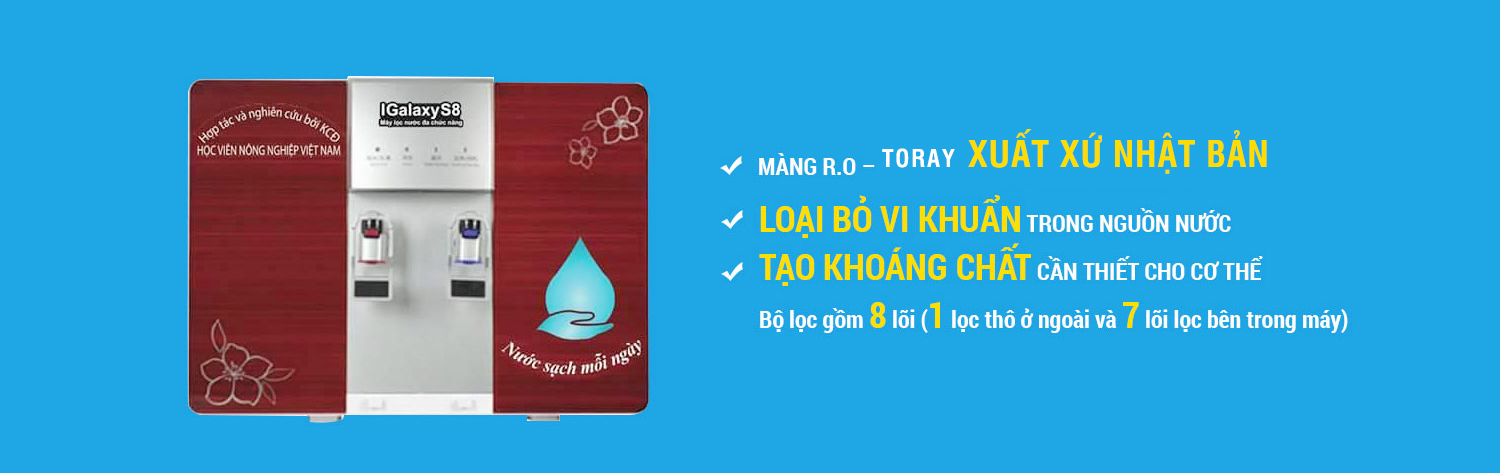 Hợp tác và nghiên cứu bởi KCĐ
HỌC VIÊN NÔNG NGHIỆP VIỆT NAM
IGalaxyS8
Máy lọc nước đa chức năng
Nước sạch mỗi ngày
MÀNG R.O – TORAY XUẤT XỨ NHẬT BẢN
LOẠI BỎ VI KHUẨN TRONG NGUỒN NƯỚC
TẠO KHOÁNG CHẤT CẦN THIẾT CHO CƠ THỂ
Bộ lọc gồm 8 lõi (1 lọc thô ở ngoài và 7 lõi lọc bên trong máy)